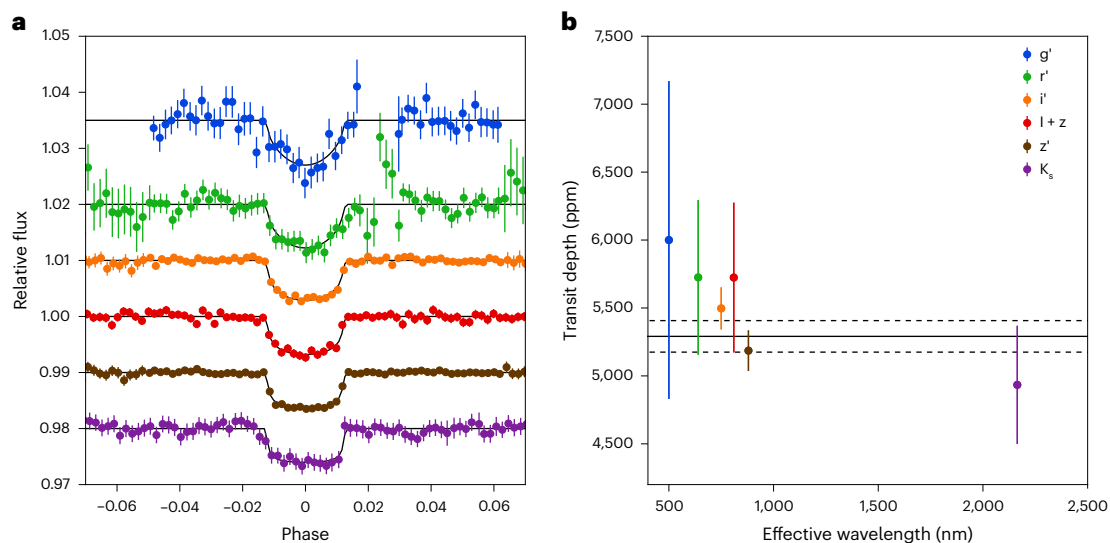 a
1.05
1.04
1.03
1.02
1.01
1.00
0.99
0.98
0.97
Relative flux
−0.06 −0.04 −0.02 0 0.02 0.04 0.06
Phase
b
7,500
7,000
6,500
6,000
5,500
5,000
4,500
Transit depth (ppm)
g'
r'
i'
I + z
z'
Ks
500 1,000 1,500 2,000 2,500
Effective wavelength (nm)